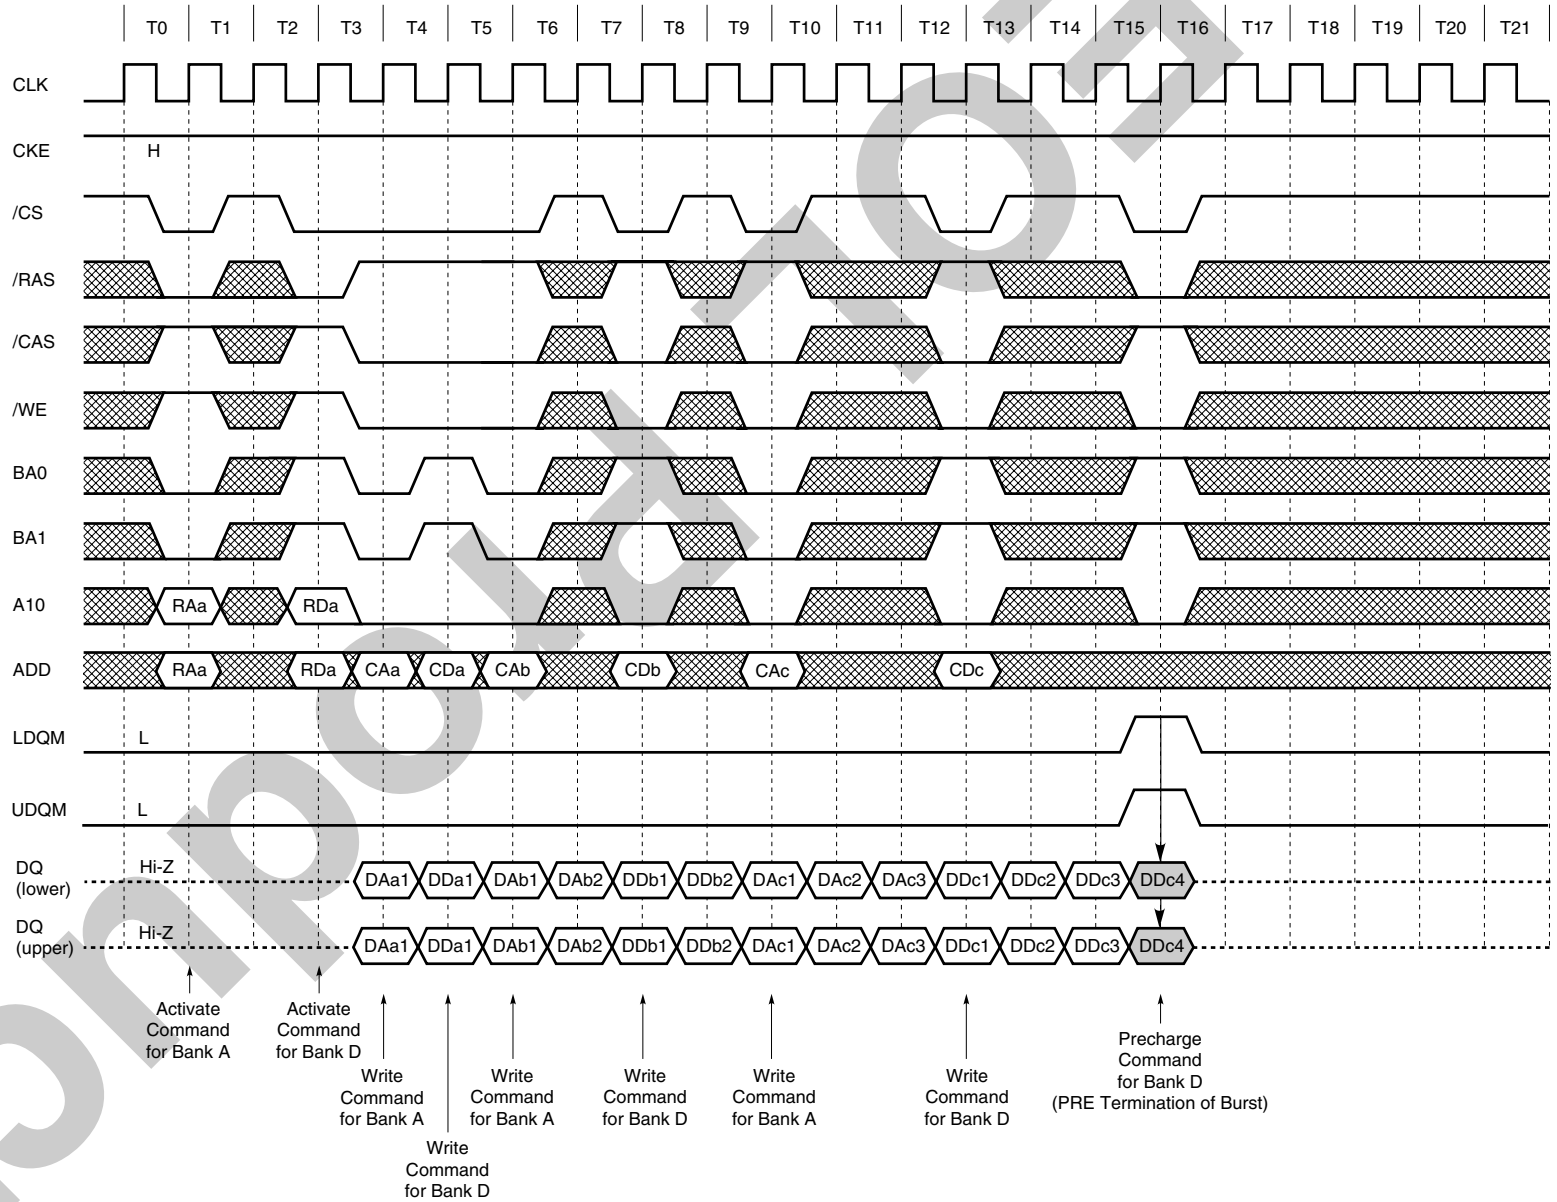 T0 T1 T2 T3 T4 T5 T6 T7 T8 T9 T10 T11 T12 T13 T14 T15 T16 T17 T18 T19 T20 T21
CLK
CKE H
/CS
/RAS
/CAS
/WE
BA0
BA1
A10 RAa RDa
ADD RAa RDa CAa CDa CAb CDb CAc CDc
LDQM L
UDQM L
DQ
(lower)
Hi-Z DAa1 DDa1 DAb1 DAb2 DDb1 DDb2 DAc1 DAc2 DAc3 DDc1 DDc2 DDc3 DDc4
DQ
(upper)
Hi-Z DAa1 DDa1 DAb1 DAb2 DDb1 DDb2 DAc1 DAc2 DAc3 DDc1 DDc2 DDc3 DDc4
Activate
Command
for Bank A
Activate
Command
for Bank D
Write
Command
for Bank A
Write
Command
for Bank D
Write
Command
for Bank A
Write
Command
for Bank D
Write
Command
for Bank A
Write
Command
for Bank D
Precharge
Command
for Bank D
(PRE Termination of Burst)
EOL Produc